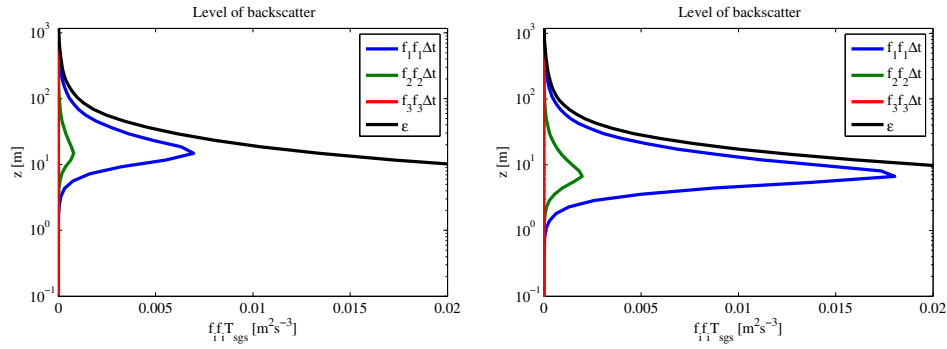 Level of backscatter
10³
10²
10¹
10⁰
10⁻¹
z [m]
f₁f₁Δt
f₂f₂Δt
f₃f₃Δt
ε
0 0.005 0.01 0.015 0.02
fᵢfᵢT_sgs [m²s⁻³]
Level of backscatter
10³
10²
10¹
10⁰
10⁻¹
z [m]
f₁f₁Δt
f₂f₂Δt
f₃f₃Δt
ε
0 0.005 0.01 0.015 0.02
fᵢfᵢT_sgs [m²s⁻³]